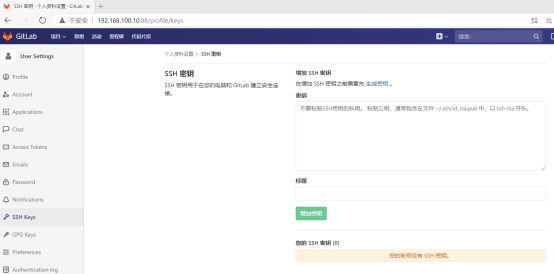 SSH 密钥 · 个人资料设置 · GitLab
不安全 | 192.168.100.10:88/profile/keys
GitLab 项目 群组 活动 里程碑 代码片段 搜索
User Settings
个人资料设置 > SSH 密钥
Profile
Account
Applications
Chat
Access Tokens
Emails
Password
Notifications
SSH Keys
GPG Keys
Preferences
Authentication log
SSH 密钥
SSH 密钥用于在您的电脑和 GitLab 建立安全连
接。
增加 SSH 密钥
在增加 SSH 密钥之前需要先 生成密钥 。
密钥
不要粘贴SSH密钥的私钥。 粘贴公钥，通常包含在文件'~/.ssh/id_rsa.pub'中，以'ssh-rsa'开头。
标题
增加密钥
您的 SSH 密钥 (0)
您的账号没有 SSH 密钥。